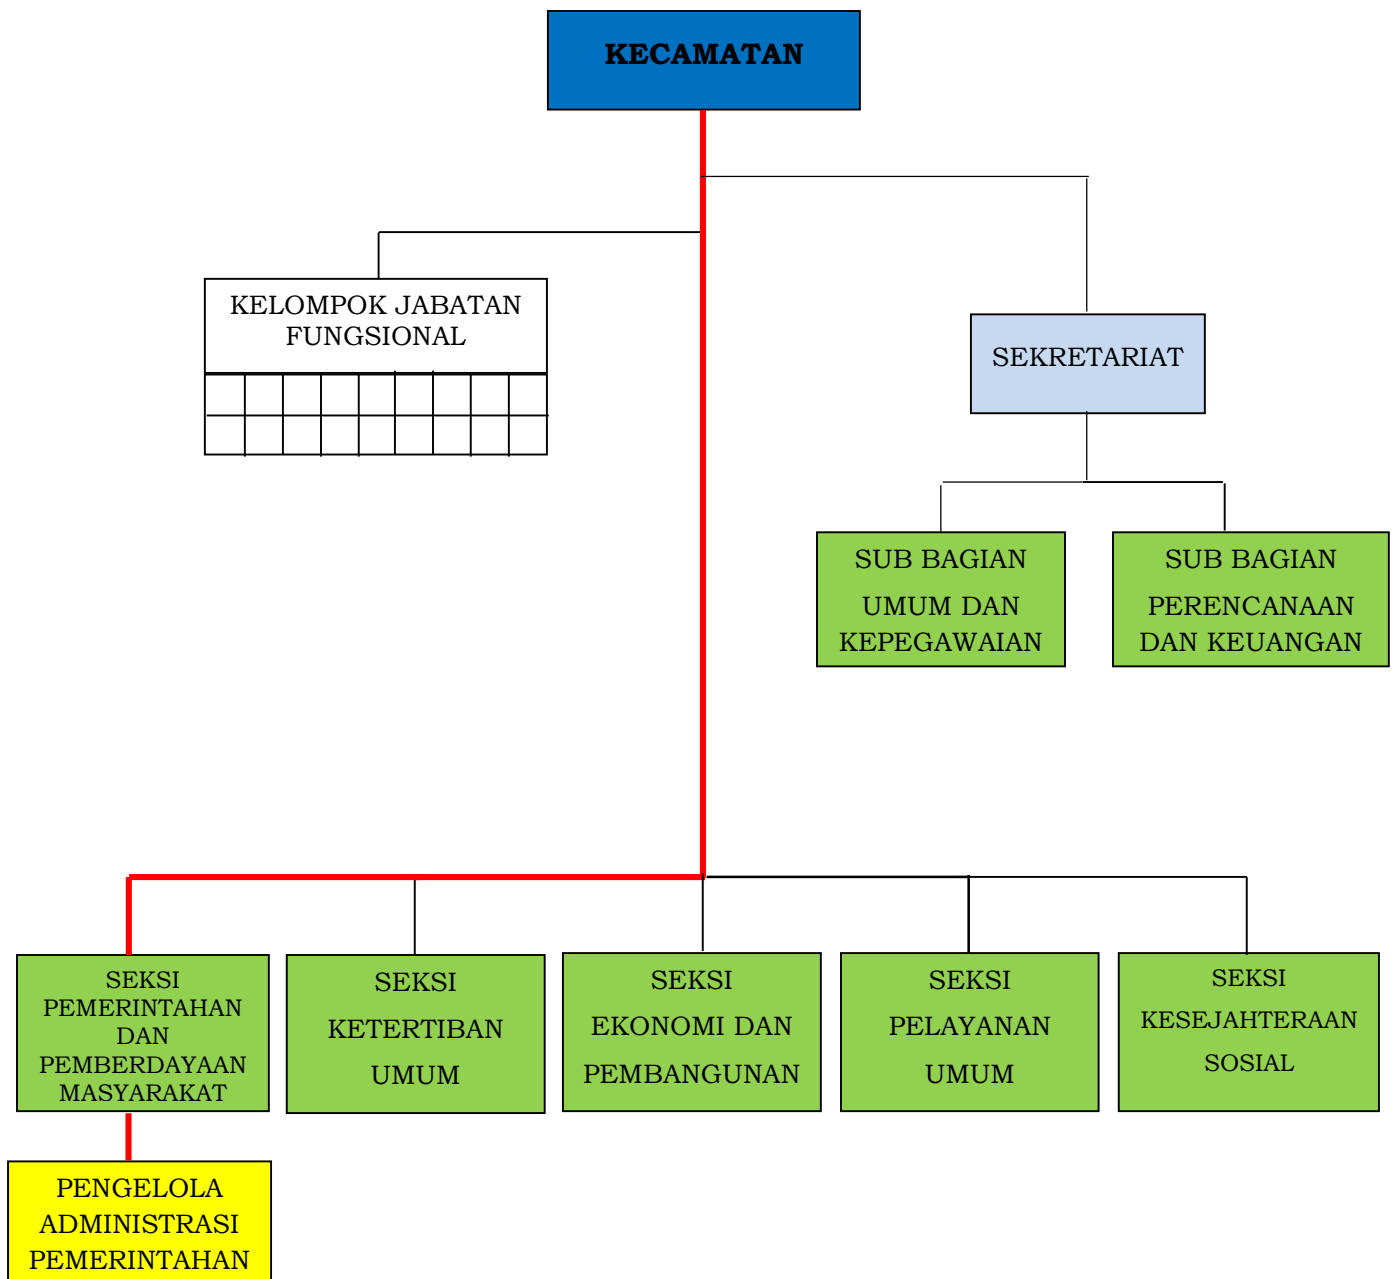 KECAMATAN
KELOMPOK JABATAN
FUNGSIONAL
SEKRETARIAT
SUB BAGIAN
UMUM DAN
KEPEGAWAIAN
SUB BAGIAN
PERENCANAAN
DAN KEUANGAN
SEKSI
PEMERINTAHAN
DAN
PEMBERDAYAAN
MASYARAKAT
SEKSI
KETERTIBAN
UMUM
SEKSI
EKONOMI DAN
PEMBANGUNAN
SEKSI
PELAYANAN
UMUM
SEKSI
KESEJAHTERAAN
SOSIAL
PENGELOLA
ADMINISTRASI
PEMERINTAHAN